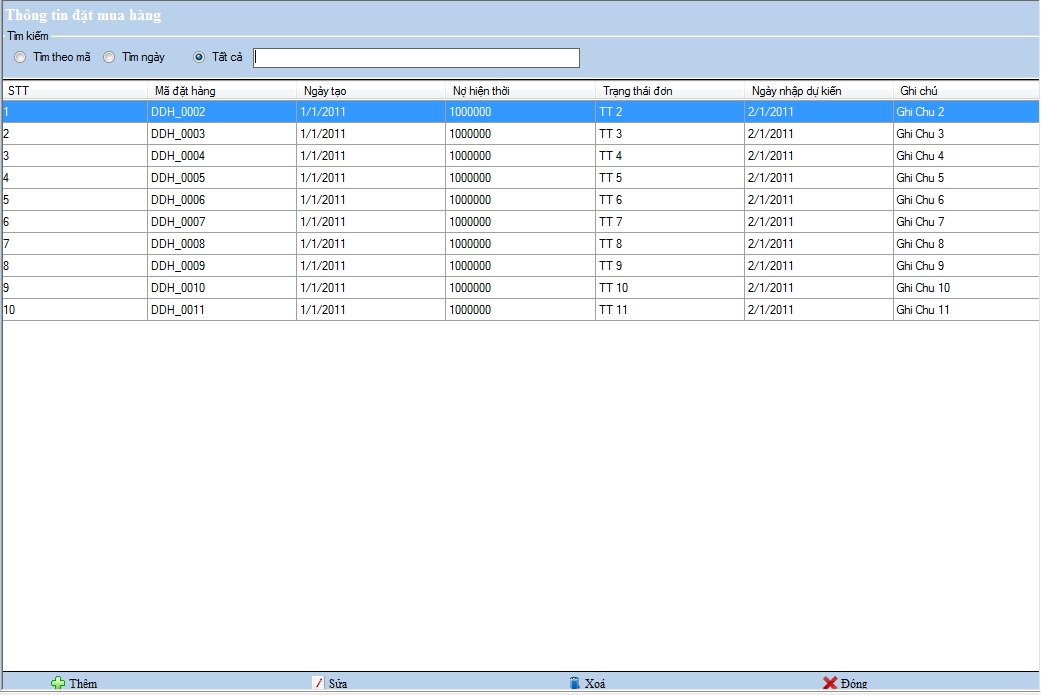 Thông tin đặt mua hàng
Tìm kiếm
Tìm theo mã Tìm ngày Tất cả
STT Mã đặt hàng Ngày tạo Nợ hiện thời Trạng thái đơn Ngày nhập dự kiến Ghi chú
1 DDH_0002 1/1/2011 1000000 TT 2 2/1/2011 Ghi Chu 2
2 DDH_0003 1/1/2011 1000000 TT 3 2/1/2011 Ghi Chu 3
3 DDH_0004 1/1/2011 1000000 TT 4 2/1/2011 Ghi Chu 4
4 DDH_0005 1/1/2011 1000000 TT 5 2/1/2011 Ghi Chu 5
5 DDH_0006 1/1/2011 1000000 TT 6 2/1/2011 Ghi Chu 6
6 DDH_0007 1/1/2011 1000000 TT 7 2/1/2011 Ghi Chu 7
7 DDH_0008 1/1/2011 1000000 TT 8 2/1/2011 Ghi Chu 8
8 DDH_0009 1/1/2011 1000000 TT 9 2/1/2011 Ghi Chu 9
9 DDH_0010 1/1/2011 1000000 TT 10 2/1/2011 Ghi Chu 10
10 DDH_0011 1/1/2011 1000000 TT 11 2/1/2011 Ghi Chu 11
Thêm Sửa Xoá Đóng